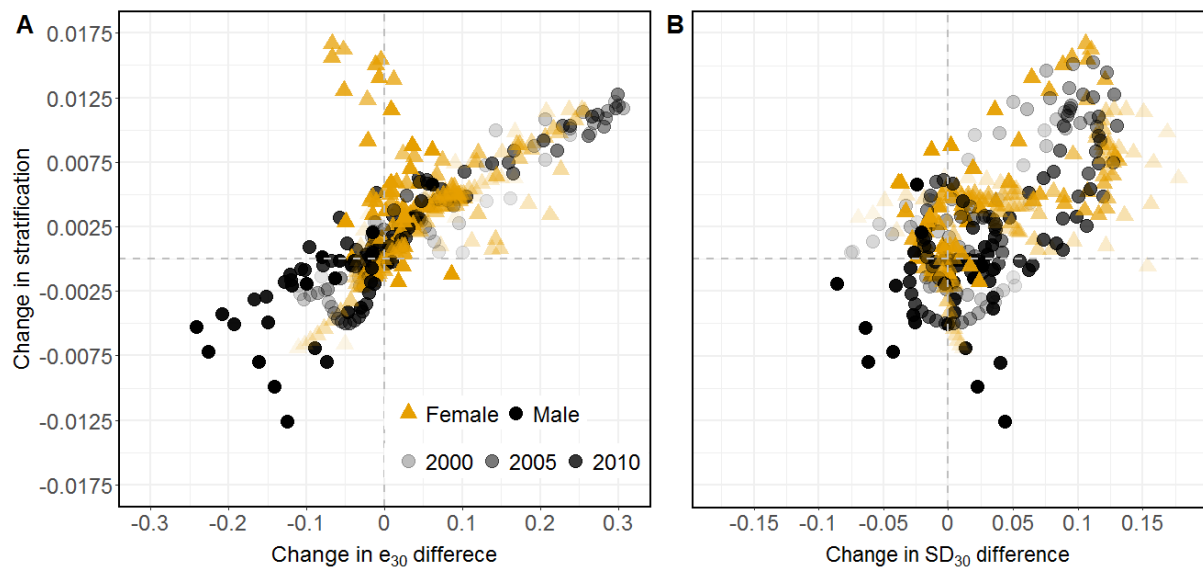 A
B
Change in stratification
0.0175
0.0125
0.0075
0.0025
-0.0025
-0.0075
-0.0125
-0.0175
Female Male
2000 2005 2010
-0.3 -0.2 -0.1 0 0.1 0.2 0.3
Change in e₃₀ differece
-0.15 -0.10 -0.05 0 0.05 0.10 0.15
Change in SD₃₀ difference